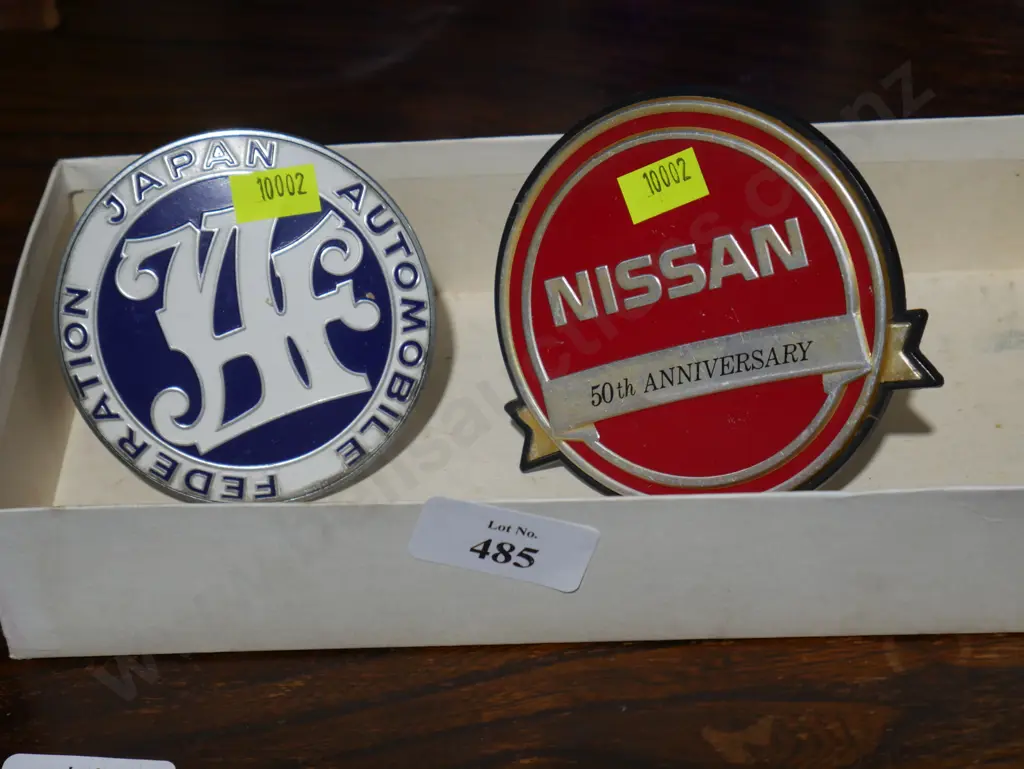 JAPAN AUTOMOBILE FEDERATION
JAF
10002
10002
NISSAN
50th ANNIVERSARY
Lot No.
485